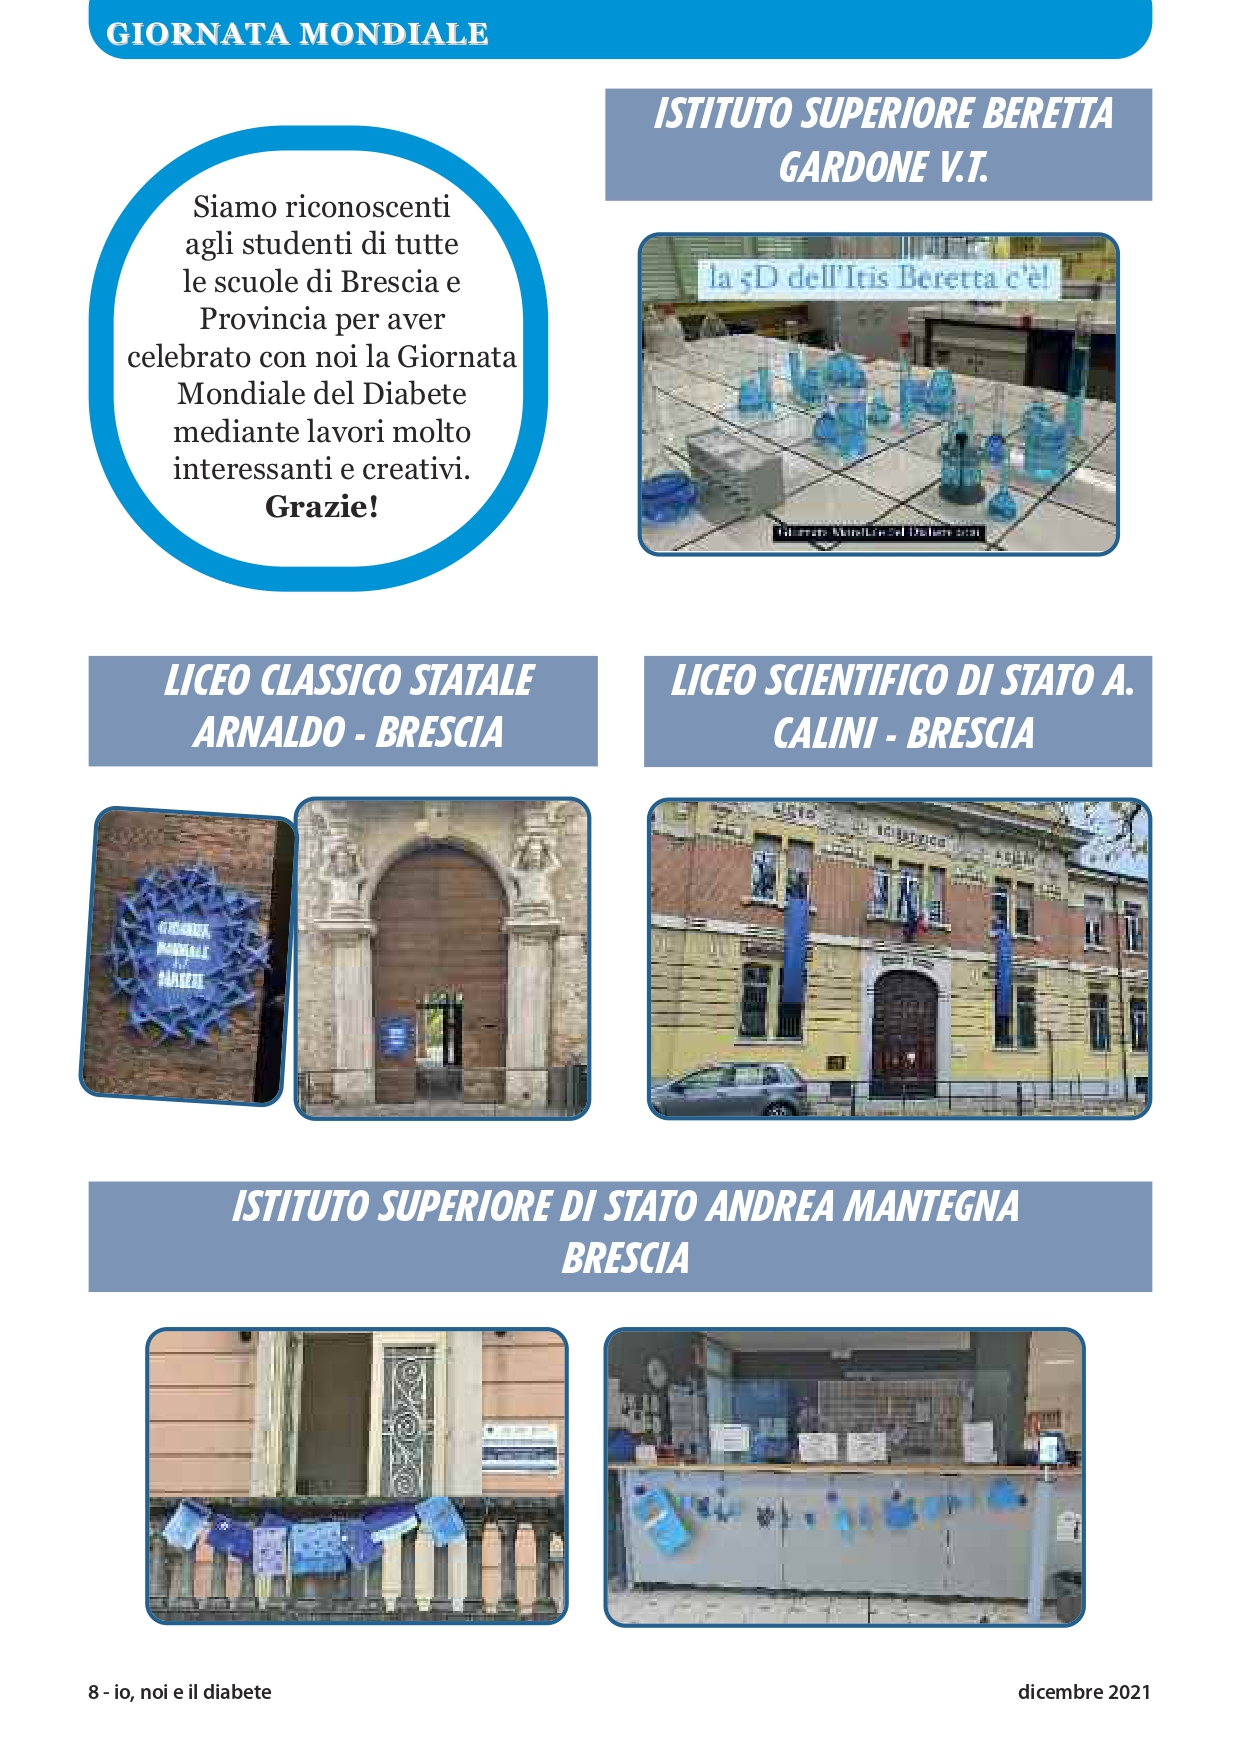 GIORNATA MONDIALE
Siamo riconoscenti
agli studenti di tutte
le scuole di Brescia e
Provincia per aver
celebrato con noi la Giornata
Mondiale del Diabete
mediante lavori molto
interessanti e creativi.
Grazie!
ISTITUTO SUPERIORE BERETTA
GARDONE V.T.
la 5D dell'Itis Beretta c'è!
Giornata Mondiale del Diabete 2021
LICEO CLASSICO STATALE
ARNALDO - BRESCIA
GIORNATA
MONDIALE
del
DIABETE
LICEO SCIENTIFICO DI STATO A.
CALINI - BRESCIA
LICEO SCIENTIFICO A. CALINI
ISTITUTO SUPERIORE DI STATO ANDREA MANTEGNA
BRESCIA
8 - io, noi e il diabete
dicembre 2021